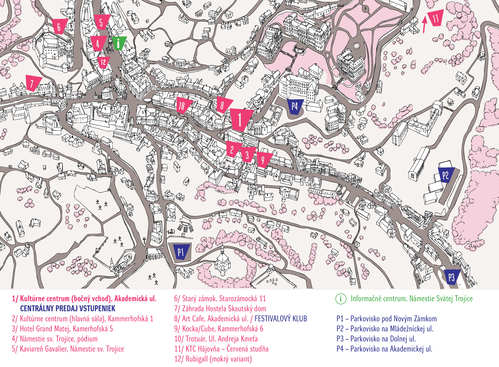 6
5
11
4
i
12
7
10
8
1
P4
2
3
9
P2
P1
P3
1/ Kultúrne centrum (bočný vchod). Akademická ul.
CENTRÁLNY PREDAJ VSTUPENIEK
2/ Kultúrne centrum (hlavná sála). Kammerhofská 1
3/ Hotel Grand Matej, Kamerhofská 5
4/ Námestie sv. Trojice, pódium
5/ Kaviareň Gavalier. Námestie sv. Trojice
6/ Starý zámok. Starozámocká 11
7/ Záhrada Hostela Skautský dom
8/ Art Cafe. Akademická ul. / FESTIVALOVÝ KLUB
9/ Kocka/Cube. Kammerhofská 6
10/ Trotuár. Ul. Andreja Kmeťa
11/ KTC Hájovňa – Červená studňa
12/ Rubigall (mokrý variant)
i Informačné centrum, Námestie Svätej Trojice
P1 – Parkovisko pod Novým Zámkom
P2 – Parkovisko na Mládežníckej ul.
P3 – Parkovisko na Dolnej ul.
P4 – Parkovisko na Akademickej ul.